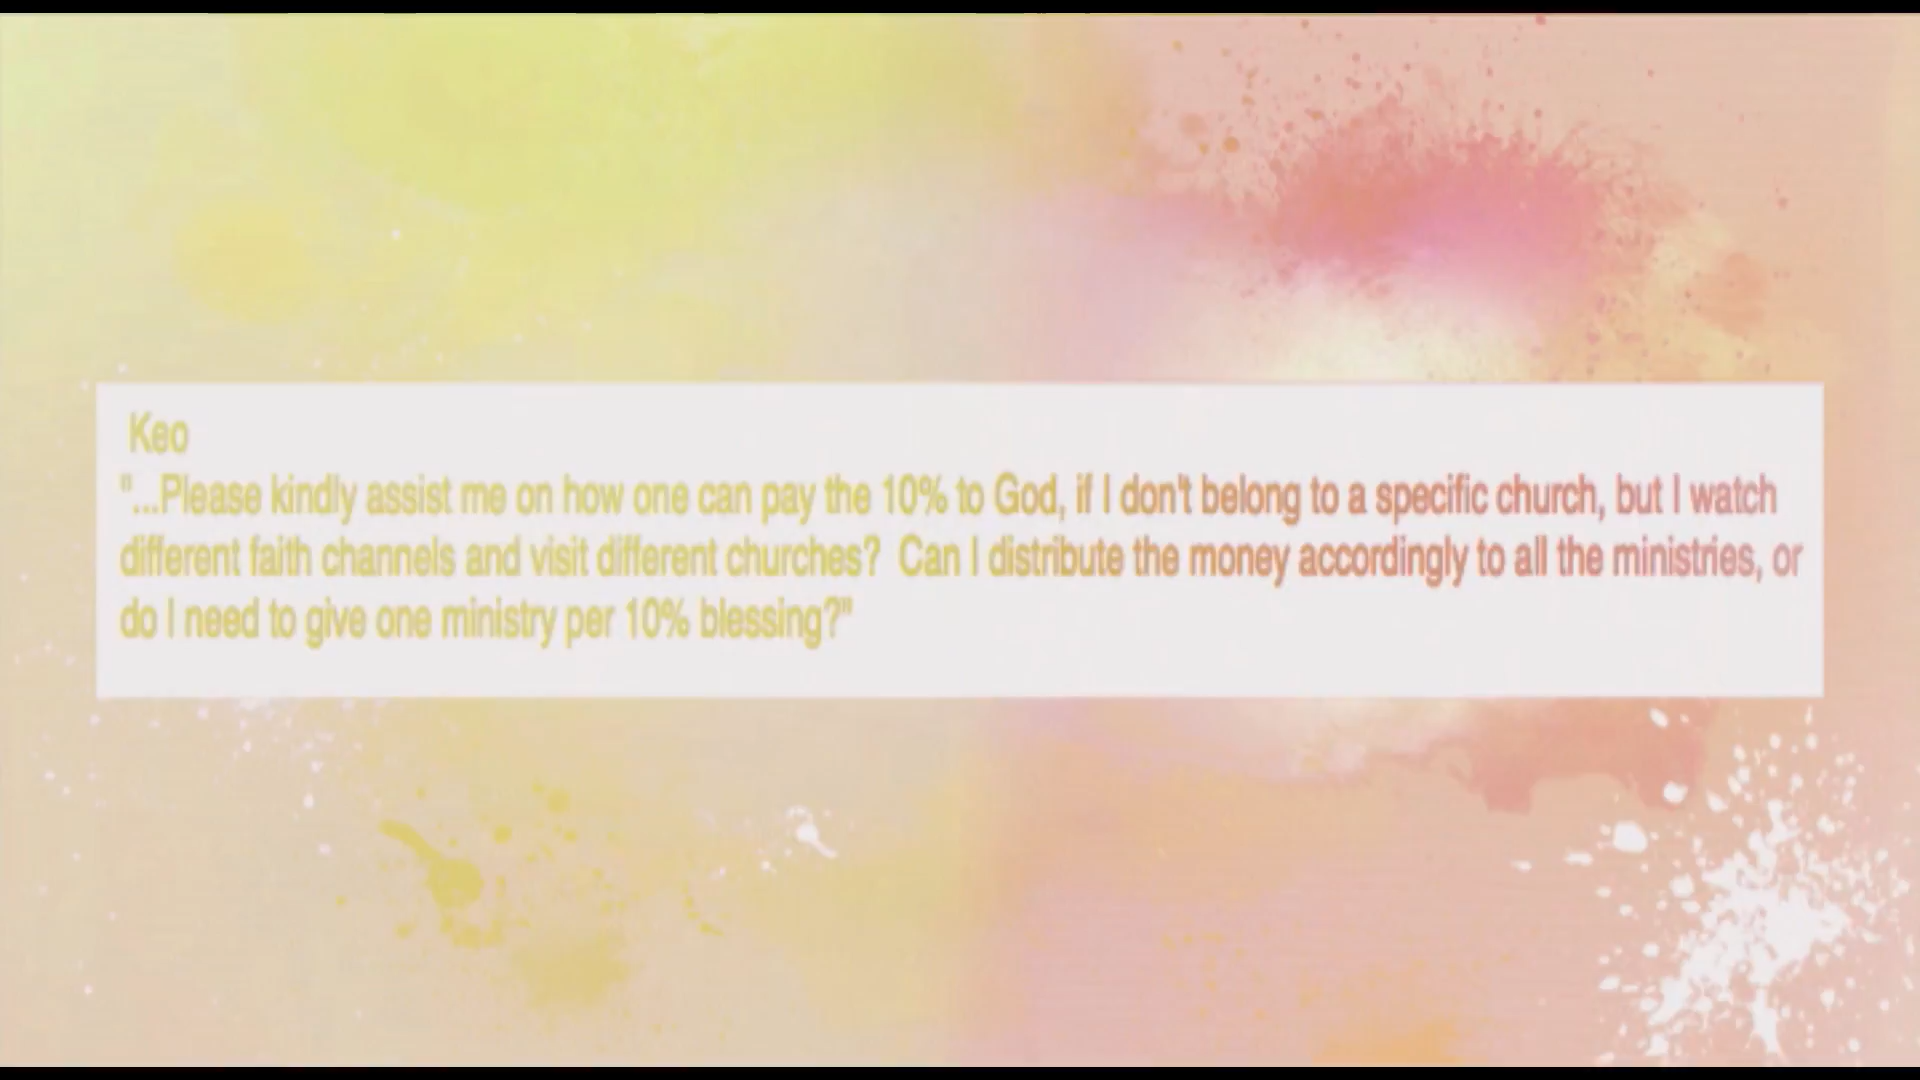 Keo
"...Please kindly assist me on how one can pay the 10% to God, if I don't belong to a specific church, but I watch
different faith channels and visit different churches?  Can I distribute the money accordingly to all the ministries, or
do I need to give one ministry per 10% blessing?"